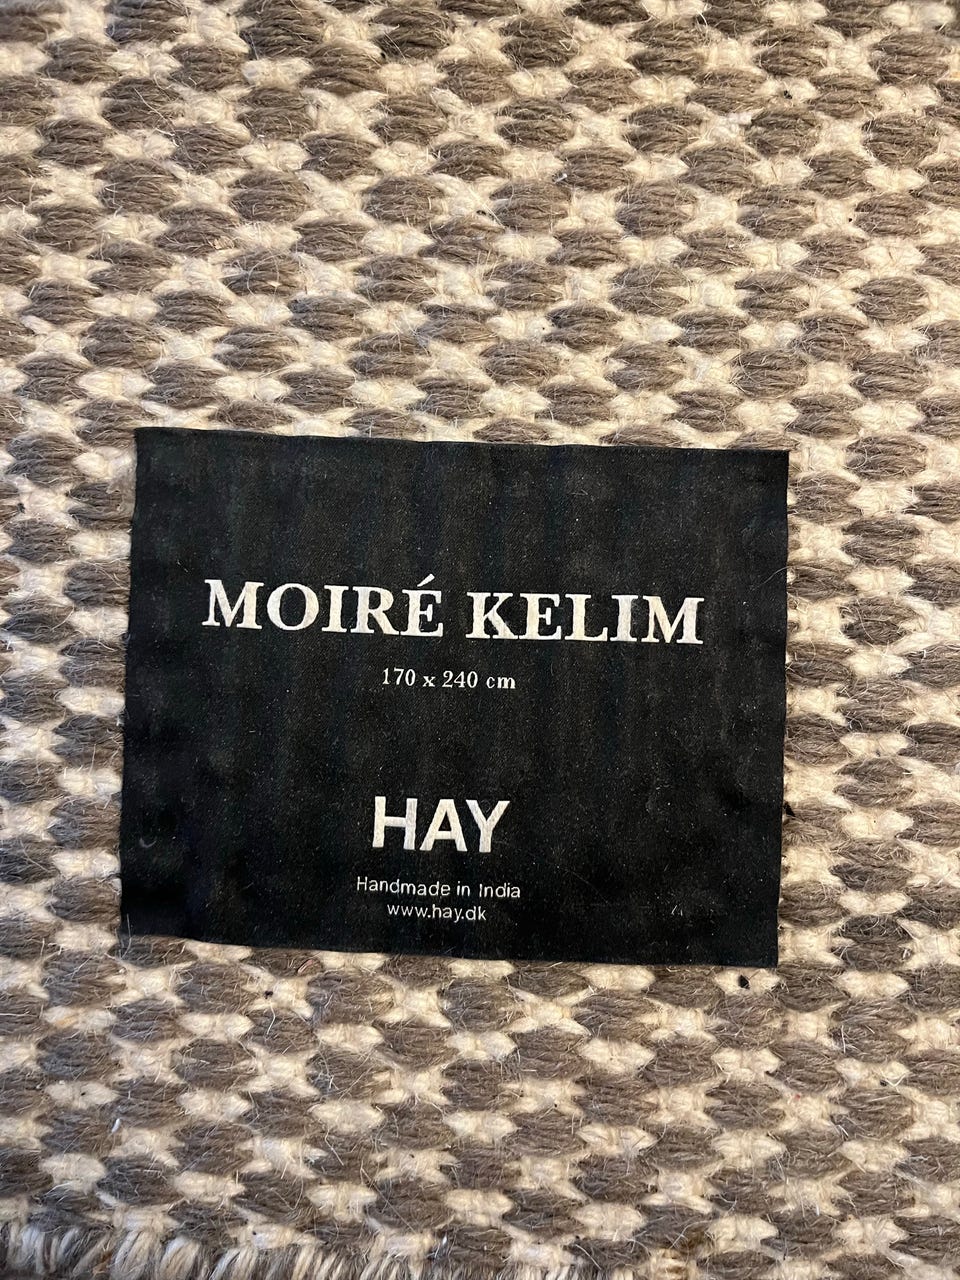 MOIRÉ KELIM
170 x 240 cm
HAY
Handmade in India
www.hay.dk